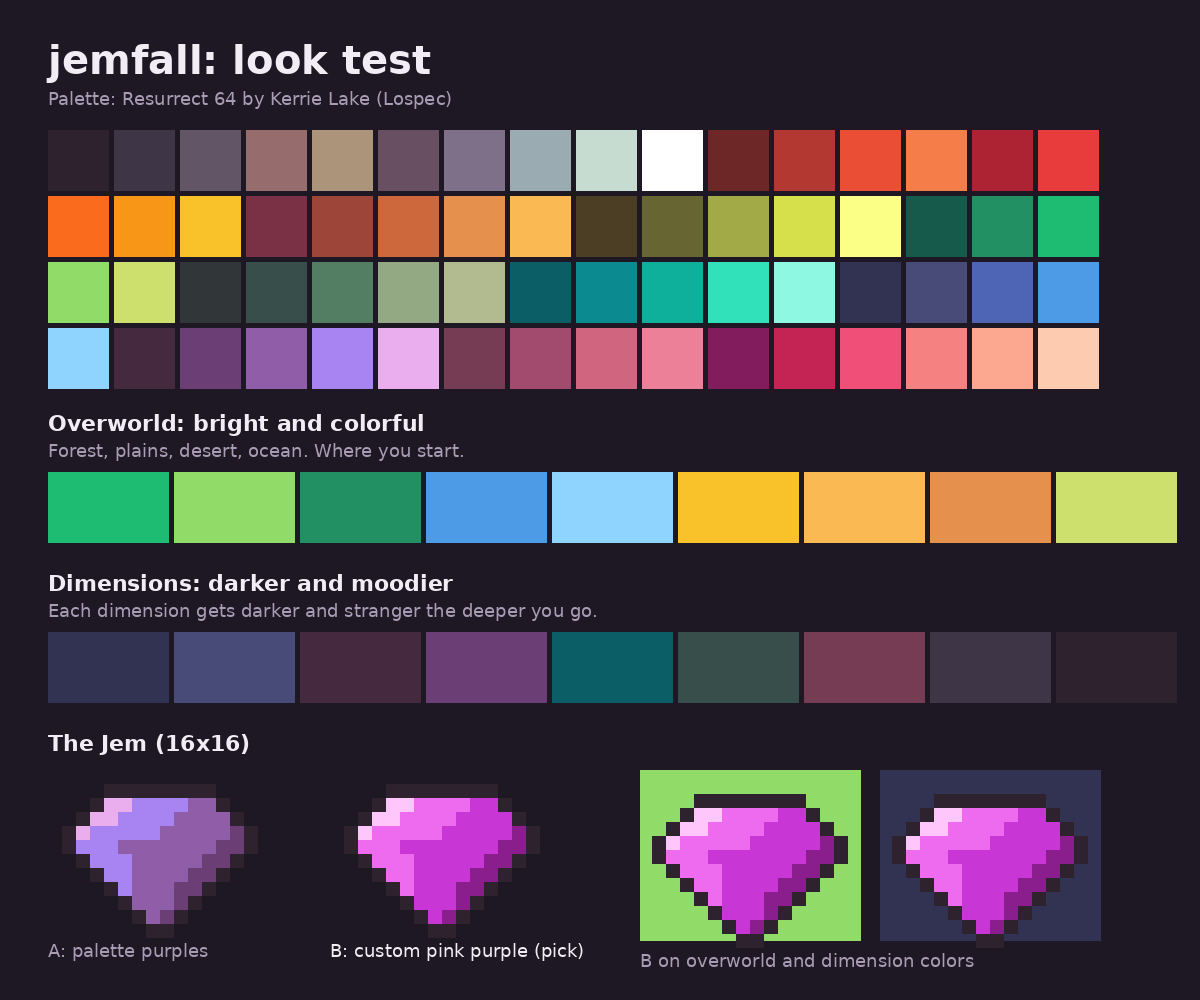 jemfall: look test
Palette: Resurrect 64 by Kerrie Lake (Lospec)
Overworld: bright and colorful
Forest, plains, desert, ocean. Where you start.
Dimensions: darker and moodier
Each dimension gets darker and stranger the deeper you go.
The Jem (16x16)
A: palette purples
B: custom pink purple (pick)
B on overworld and dimension colors